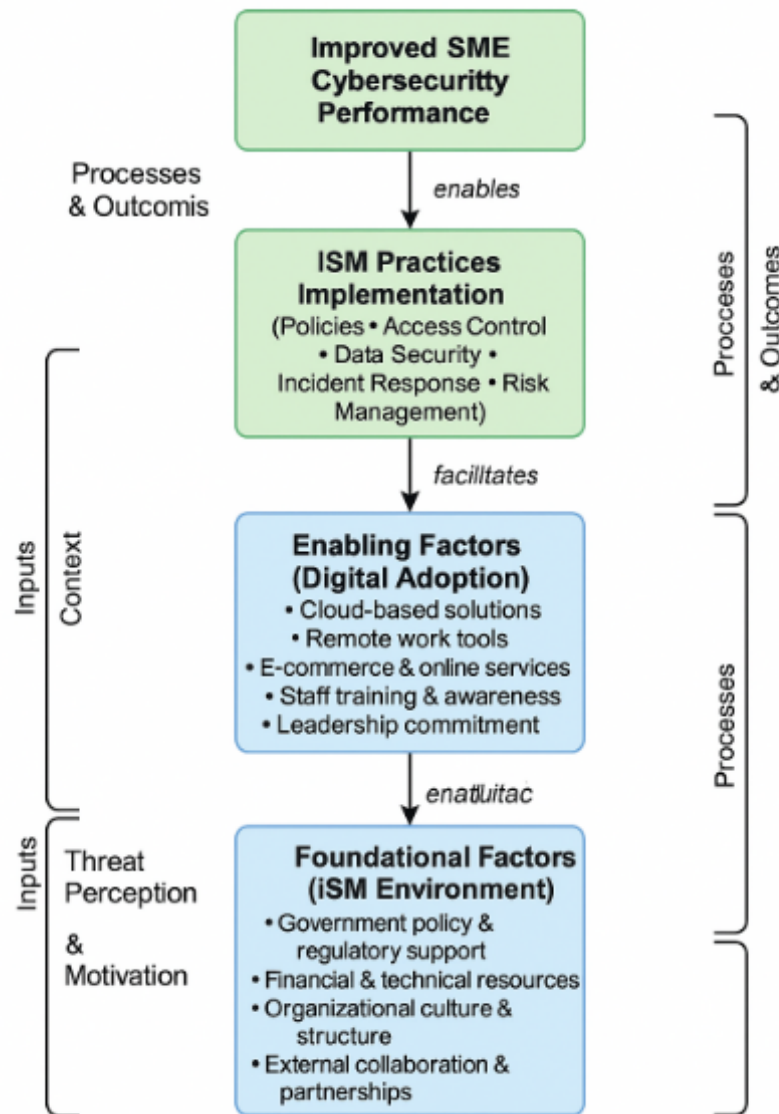 Improved SME
Cybersecuritty
Performance
Processes
& Outcomis
enables
ISM Practices
Implementation
(Policies • Access Control
• Data Security •
Incident Response • Risk
Management)
Procceses
& Outcomes
facilltates
Inputs
Context
Enabling Factors
(Digital Adoption)
• Cloud-based solutions
• Remote work tools
• E-commerce & online services
• Staff training & awareness
• Leadership commitment
Processes
Inputs
Threat
Perception
&
Motivation
Foundational Factors
(iSM Environment)
• Government policy &
regulatory support
• Financial & technical resources
• Organizational culture &
structure
• External collaboration &
partnerships